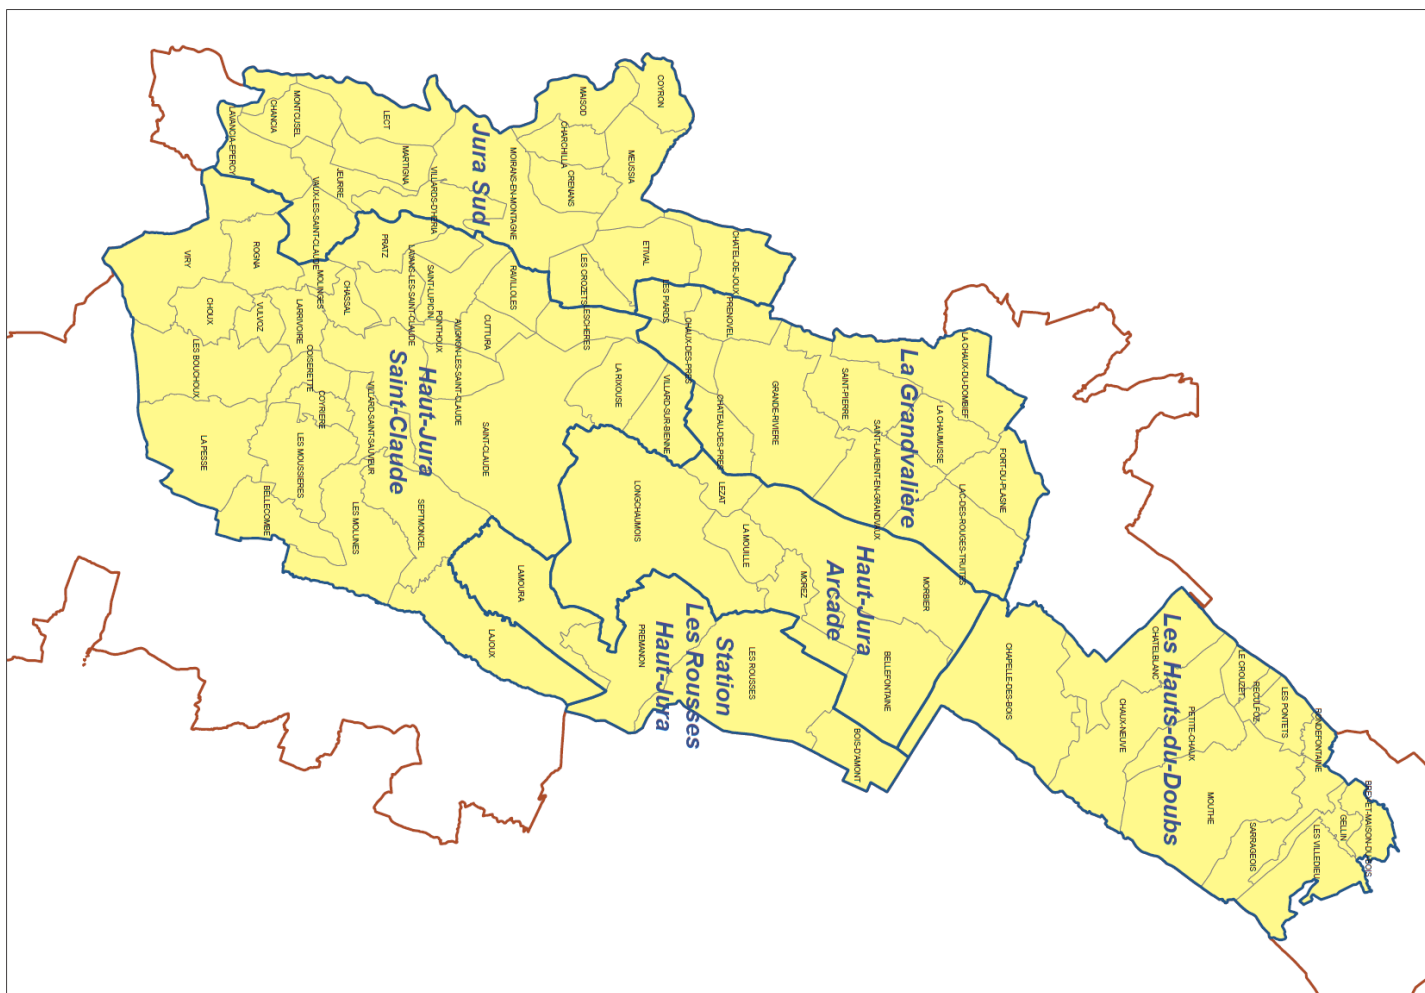 BREY-ET-MAISON-DU-BOIS
GELLIN
RONDEFONTAINE
LES VILLEDIEU
LES PONTETS
RECULFOZ
SARRAGEOIS
LE CROUZET
MOUTHE
PETITE-CHAUX
Les Hauts-du-Doubs
CHATELBLANC
CHAUX-NEUVE
CHAPELLE-DES-BOIS
FORT-DU-PLASNE
LA CHAUX-DU-DOMBIEF
LAC-DES-ROUGES-TRUITES
LA CHAUMUSSE
MORBIER
La Grandvalière
SAINT-LAURENT-EN-GRANDVAUX
BELLEFONTAINE
Haut-Jura
Arcade
BOIS-D'AMONT
SAINT-PIERRE
MOREZ
GRANDE-RIVIERE
LES ROUSSES
LA MOUILLE
CHATEL-DE-JOUX
PRENOVEL
LEZAT
CHATEAU-DES-PRES
Station
Les Rousses
Haut-Jura
CHAUX-DES-PRES
LES PIARDS
VILLARD-SUR-BIENNE
COYRON
ETIVAL
PREMANON
LONGCHAUMOIS
MEUSSIA
LA RIXOUSE
LESCHERES
LES CROZETS
MAISOD
CRENANS
CHARCHILLA
LAMOURA
MOIRANS-EN-MONTAGNE
RAVILLOLES
LAJOUX
CUTTURA
SAINT-CLAUDE
Jura Sud
AVIGNON-LES-SAINT-CLAUDE
PONTHOUX
VILLARDS-D'HERIA
SAINT-LUPICIN
Haut-Jura
Saint-Claude
SEPTMONCEL
LAVANS-LES-SAINT-CLAUDE
MARTIGNA
LECT
PRATZ
VILLARD-SAINT-SAUVEUR
LES MOLUNES
CHASSAL
JEURRE
MOLINGES
COYRIERE
VAUX-LES-SAINT-CLAUDE
COISERETTE
LARRIVOIRE
LES MOUSSIERES
MONTCUSEL
CHANCIA
BELLECOMBE
VULVOZ
ROGNA
LAVANCIA-EPERCY
CHOUX
LA PESSE
LES BOUCHOUX
VIRY